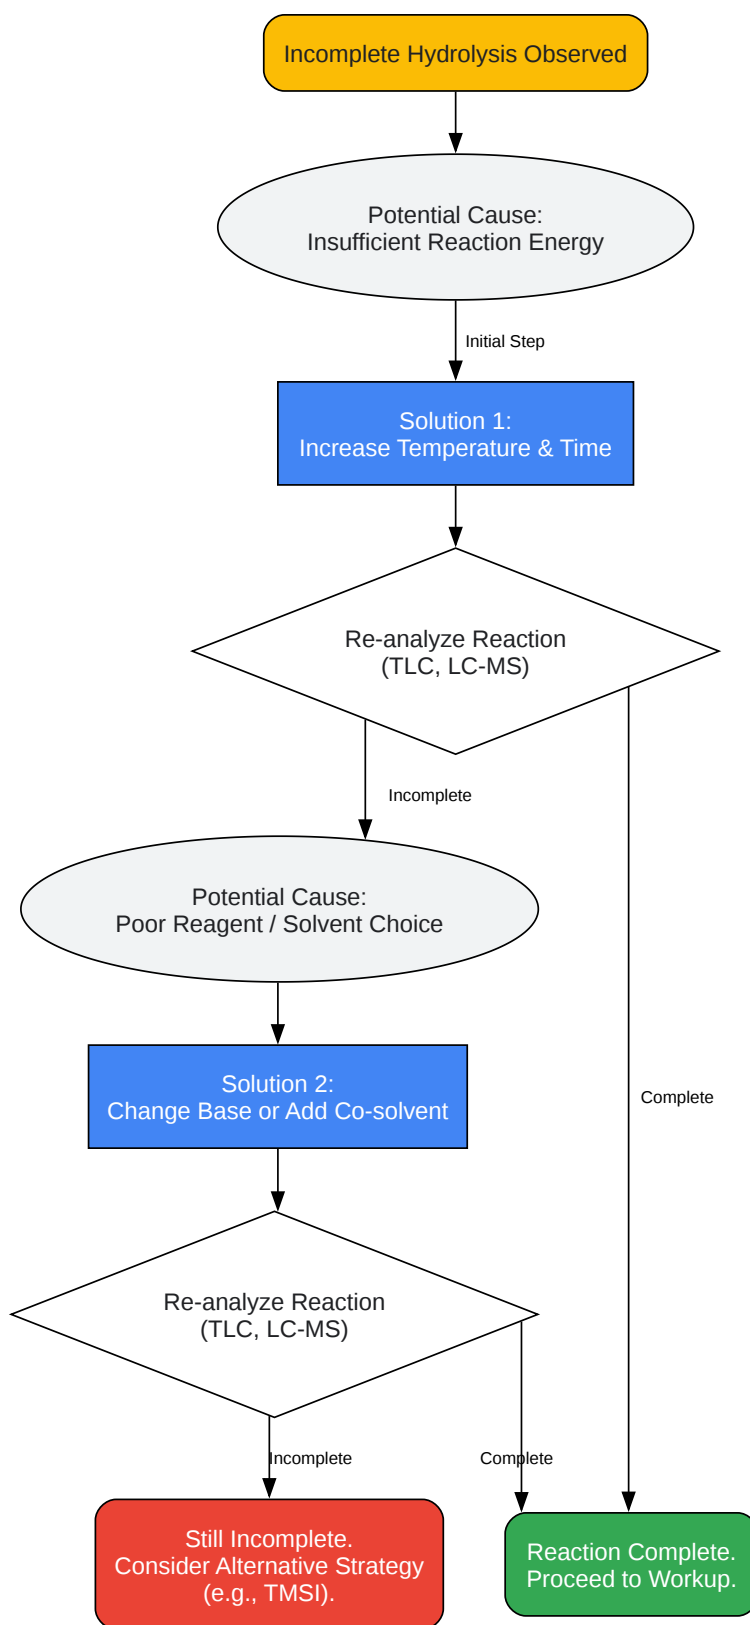 Incomplete Hydrolysis Observed
Potential Cause:
Insufficient Reaction Energy
Initial Step
Solution 1:
Increase Temperature & Time
Re-analyze Reaction
(TLC, LC-MS)
Incomplete
Potential Cause:
Poor Reagent / Solvent Choice
Solution 2:
Change Base or Add Co-solvent
Complete
Re-analyze Reaction
(TLC, LC-MS)
Incomplete
Complete
Still Incomplete.
Consider Alternative Strategy
(e.g., TMSI).
Reaction Complete.
Proceed to Workup.